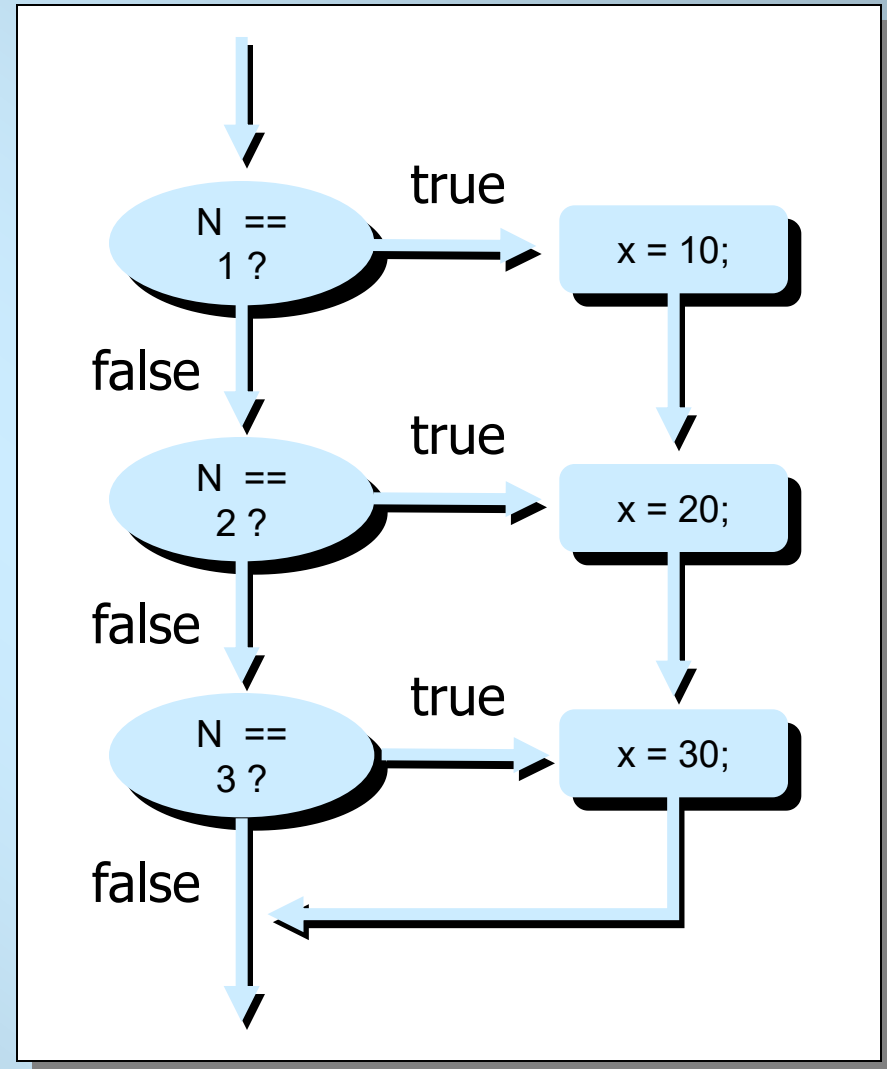 true
N ==
1 ?
x = 10;
false
true
N ==
2 ?
x = 20;
false
true
N ==
3 ?
x = 30;
false